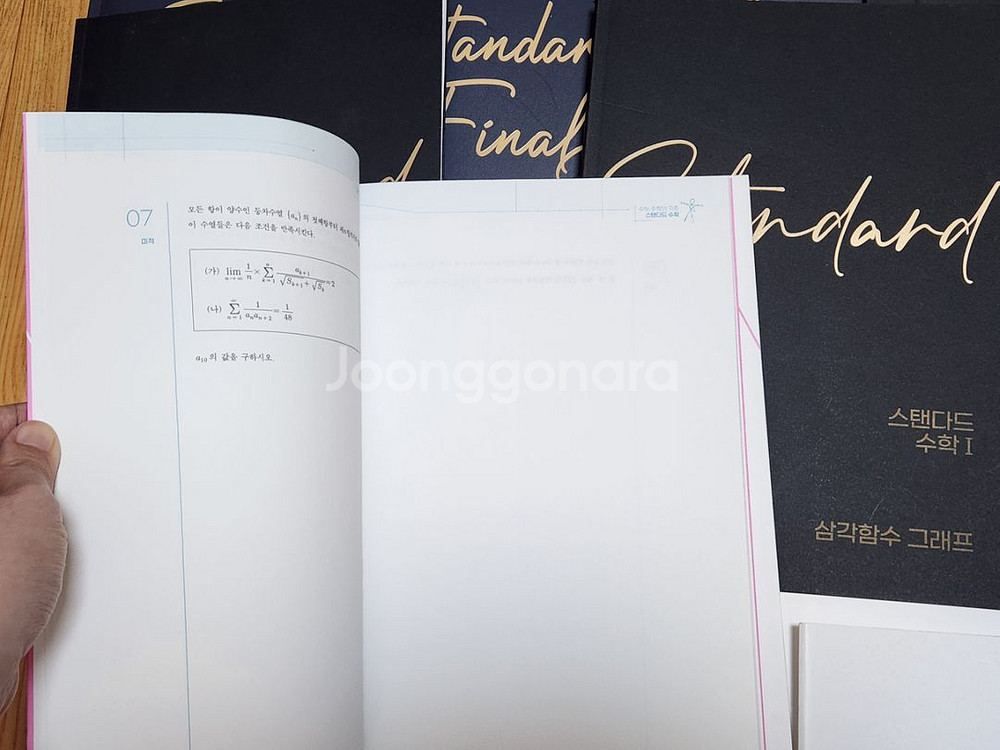 tandar
Final
Standard
d
07
미적
모든 항이 양수인 등차수열 {aₙ}의 첫째항부터
이 수열들은 다음 조건을 만족시킨다.
(가) lim_{n→∞} 1/n × Σ_{k=1}^{n} a_{k+1}/(√S_{k+1} + √S_k) = 2
(나) Σ_{n=1}^{∞} 1/(aₙaₙ₊₂) = 1/48
a₁₀의 값을 구하시오.
스탠다드 수학
Joonggonara
스탠다드
수학 I
삼각함수 그래프